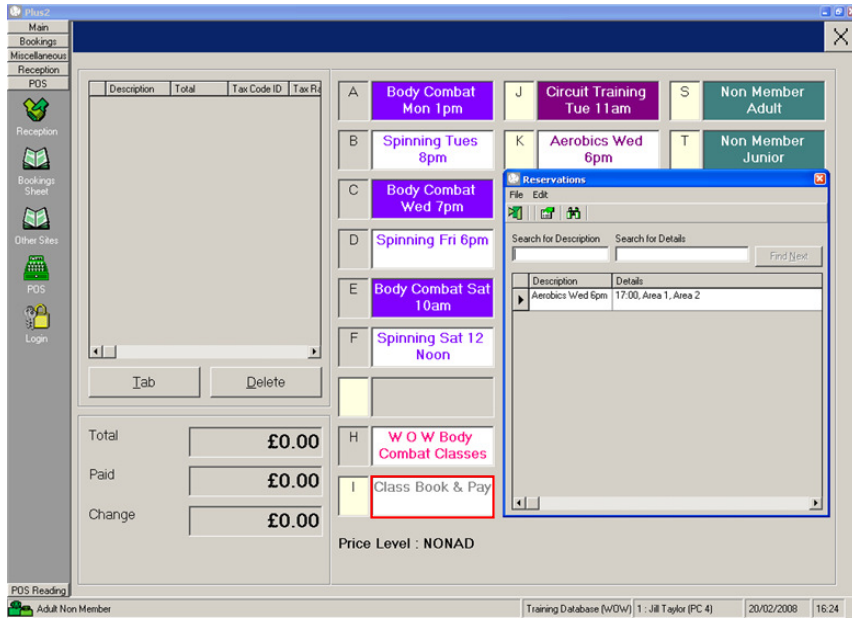 Plus2
Main
Bookings
Miscellaneous
Reception
POS
Reception
Bookings
Sheet
Other Sites
POS
Login
POS Reading
Description Total Tax Code ID Tax Ra
Tab Delete
Total £0.00
Paid £0.00
Change £0.00
A Body Combat
Mon 1pm
B Spinning Tues
8pm
C Body Combat
Wed 7pm
D Spinning Fri 6pm
E Body Combat Sat
10am
F Spinning Sat 12
Noon
H W O W Body
Combat Classes
I Class Book & Pay
J Circuit Training
Tue 11am
K Aerobics Wed
6pm
S Non Member
Adult
T Non Member
Junior
Reservations
File Edit
Search for Description Search for Details
Find Next
Description Details
Aerobics Wed 6pm 17:00, Area 1, Area 2
Price Level : NONAD
Adult Non Member Training Database (WOW) 1 : Jill Taylor (PC 4) 20/02/2008 16:24